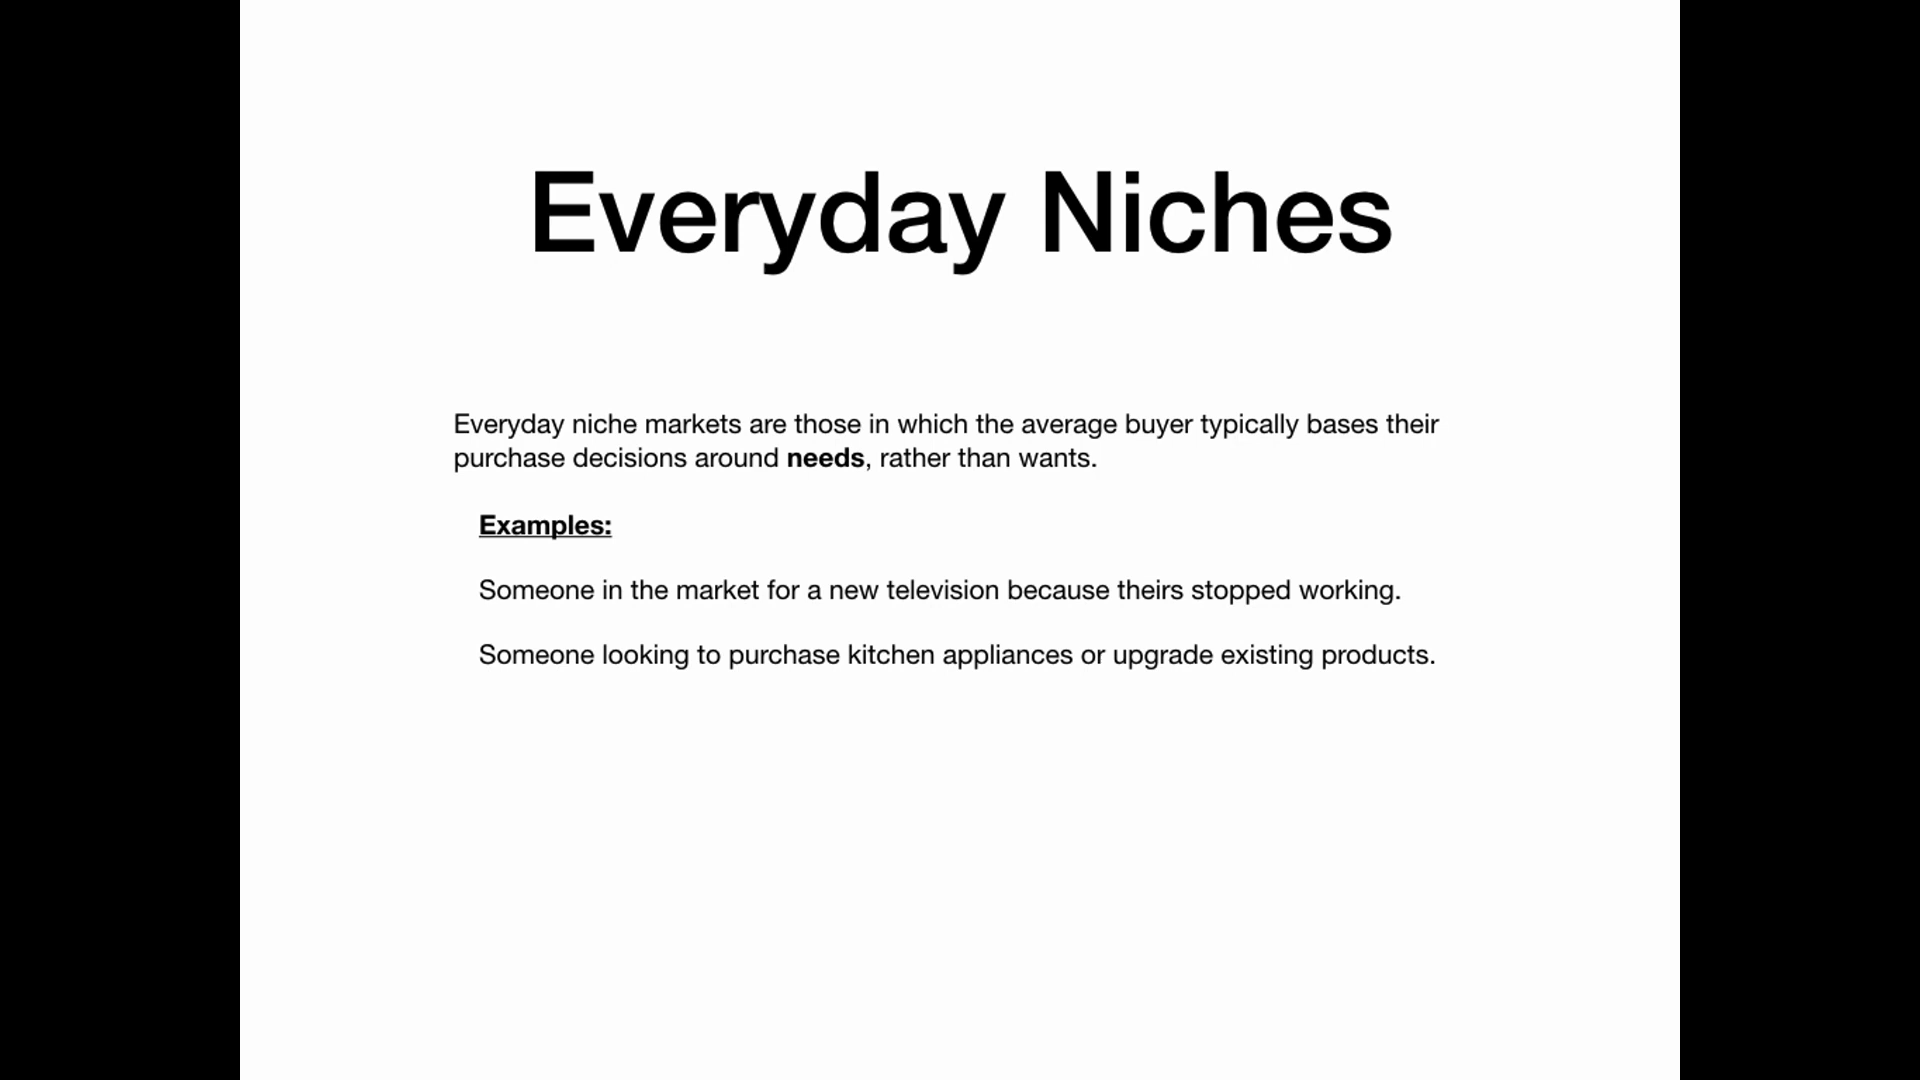 Everyday Niches
Everyday niche markets are those in which the average buyer typically bases their
purchase decisions around needs, rather than wants.
Examples:
Someone in the market for a new television because theirs stopped working.
Someone looking to purchase kitchen appliances or upgrade existing products.